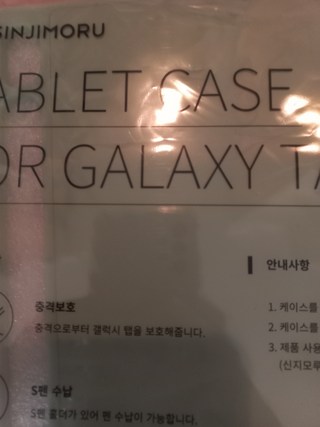 SINJIMORU
ABLET CASE
OR GALAXY TA
안내사항
충격보호
충격으로부터 갤럭시 탭을 보호해줍니다.
1. 케이스를
2. 케이스를
3. 제품 사용
(신지모루
S펜 수납
S펜 홀더가 있어 펜 수납이 가능합니다.